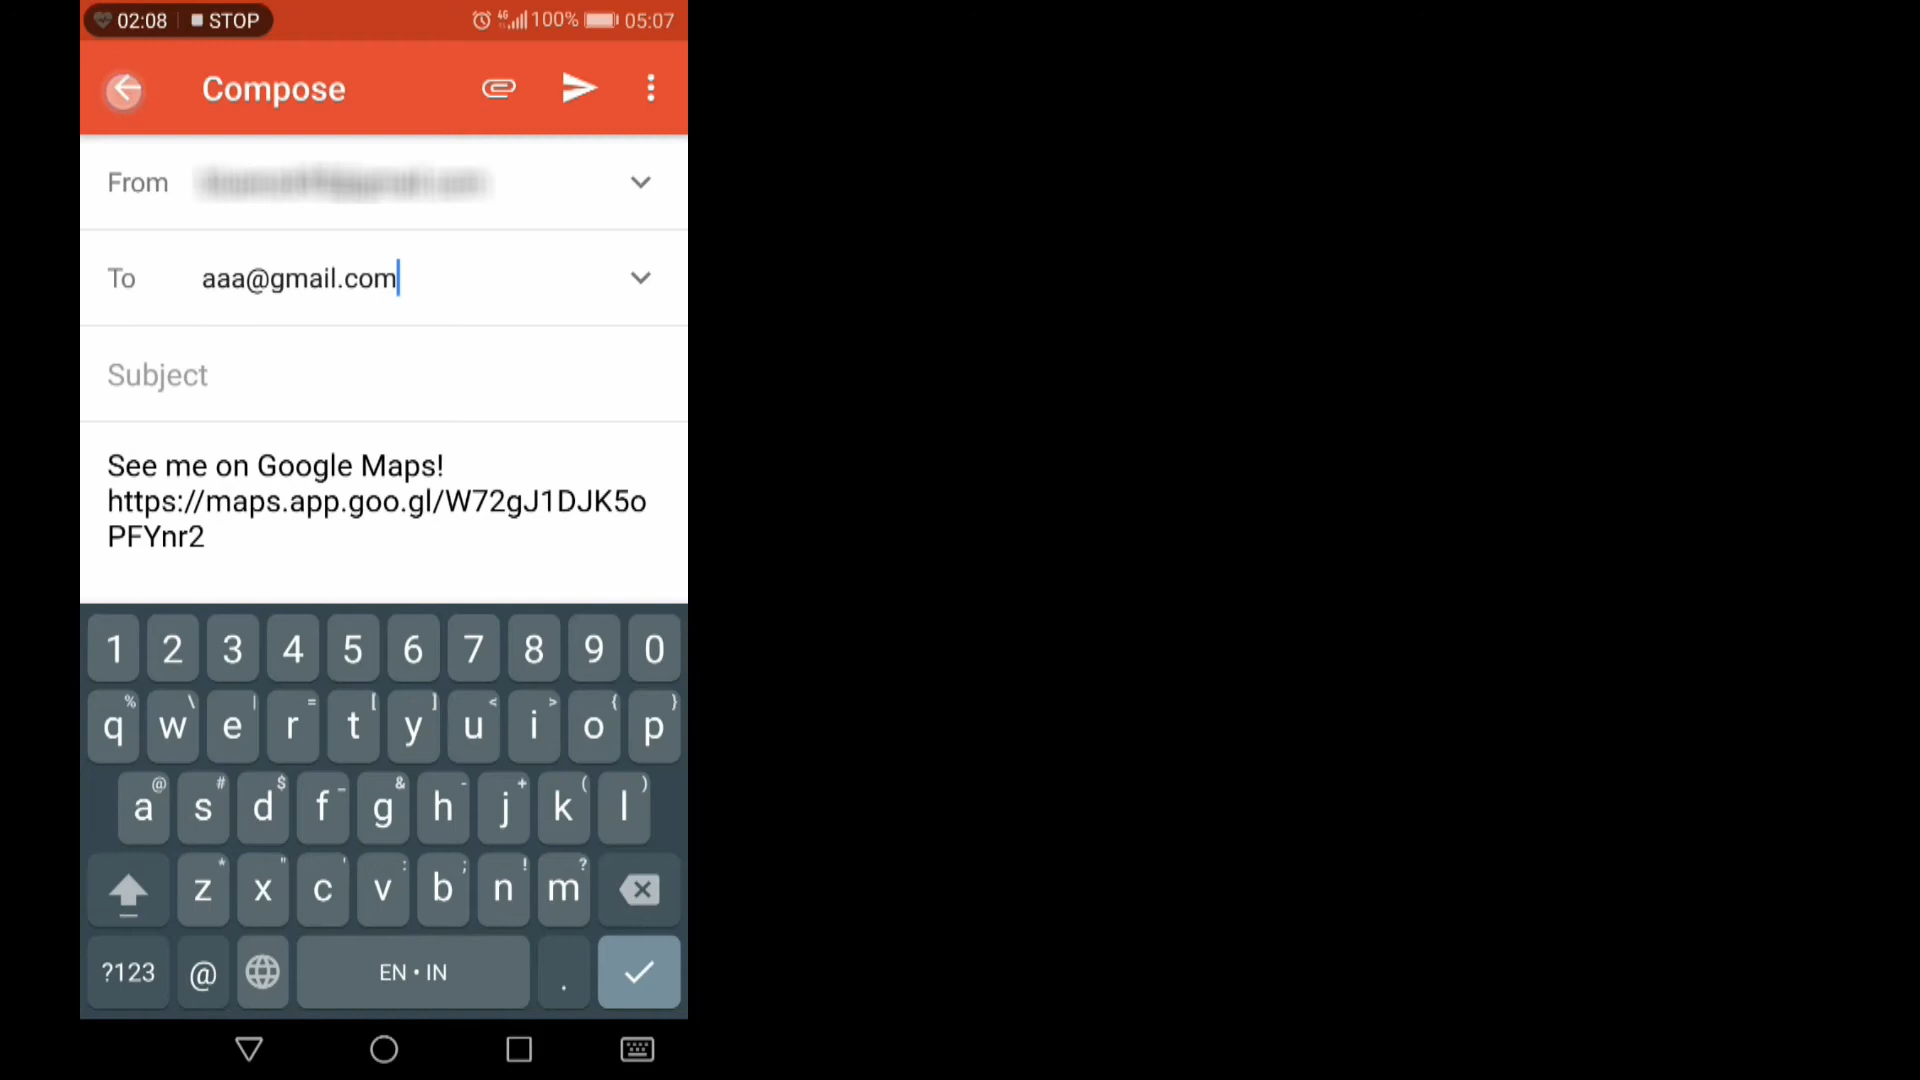 02:08 STOP 4G 100% 05:07
Compose
From
To aaa@gmail.com
Subject
See me on Google Maps!
https://maps.app.goo.gl/W72gJ1DJK5o
PFYnr2
1 2 3 4 5 6 7 8 9 0
% \ | = [ ] < > { }
q w e r t y u i o p
@ # $ _ & - + ( )
a s d f g h j k l
* " ' : ; ! ?
z x c v b n m
?123 @ EN • IN .